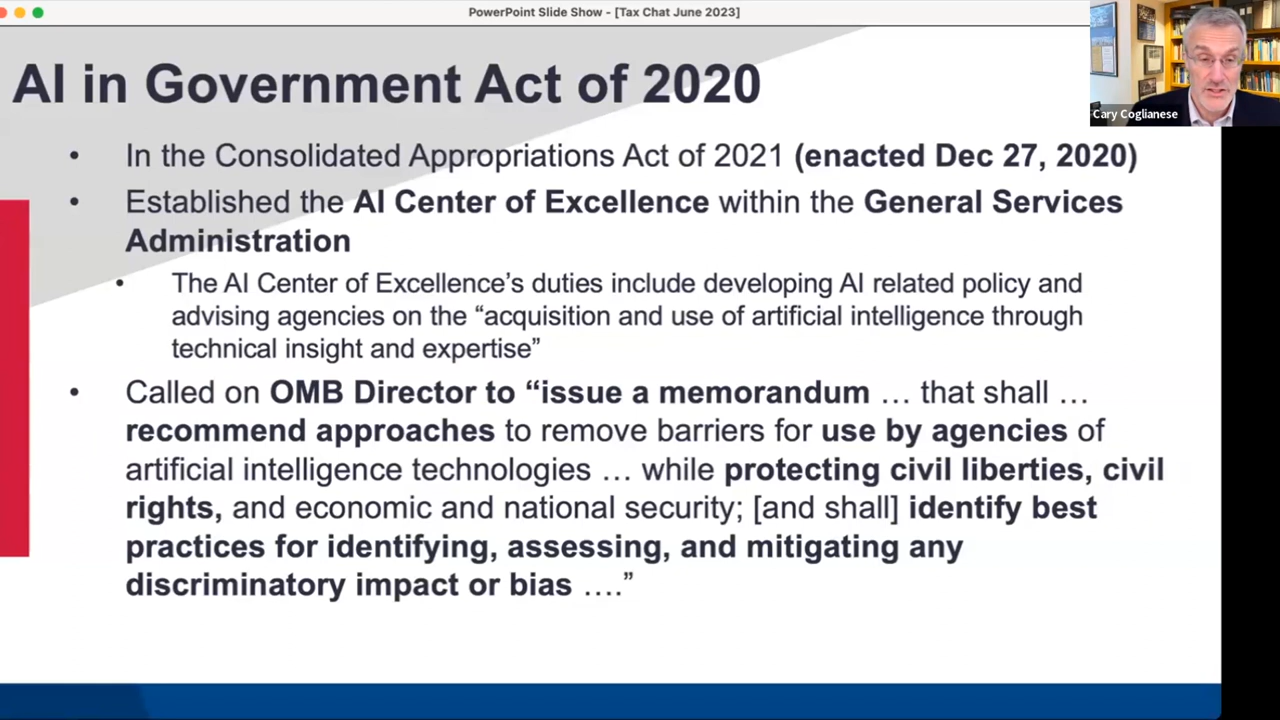 PowerPoint Slide Show - [Tax Chat June 2023]
AI in Government Act of 2020
Cary Coglianese
• In the Consolidated Appropriations Act of 2021 (enacted Dec 27, 2020)
• Established the AI Center of Excellence within the General Services
Administration
• The AI Center of Excellence’s duties include developing AI related policy and
advising agencies on the “acquisition and use of artificial intelligence through
technical insight and expertise”
• Called on OMB Director to “issue a memorandum … that shall …
recommend approaches to remove barriers for use by agencies of
artificial intelligence technologies … while protecting civil liberties, civil
rights, and economic and national security; [and shall] identify best
practices for identifying, assessing, and mitigating any
discriminatory impact or bias ….”